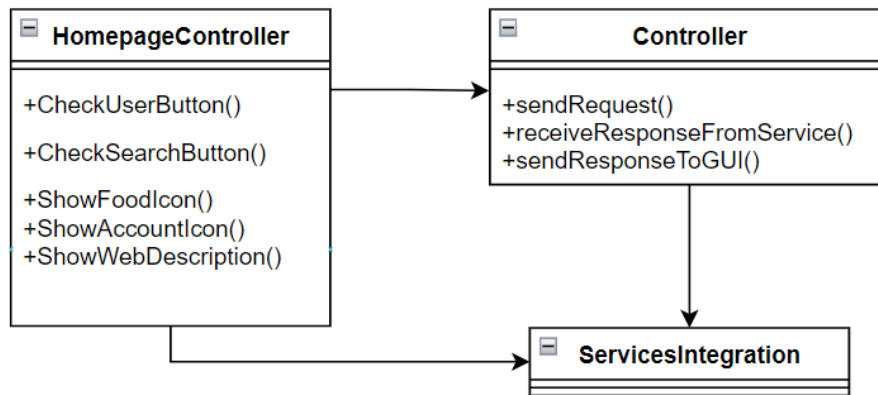 HomepageController
+CheckUserButton()
+CheckSearchButton()
+ShowFoodIcon()
+ShowAccountIcon()
+ShowWebDescription()
Controller
+sendRequest()
+receiveResponseFromService()
+sendResponseToGUI()
ServicesIntegration